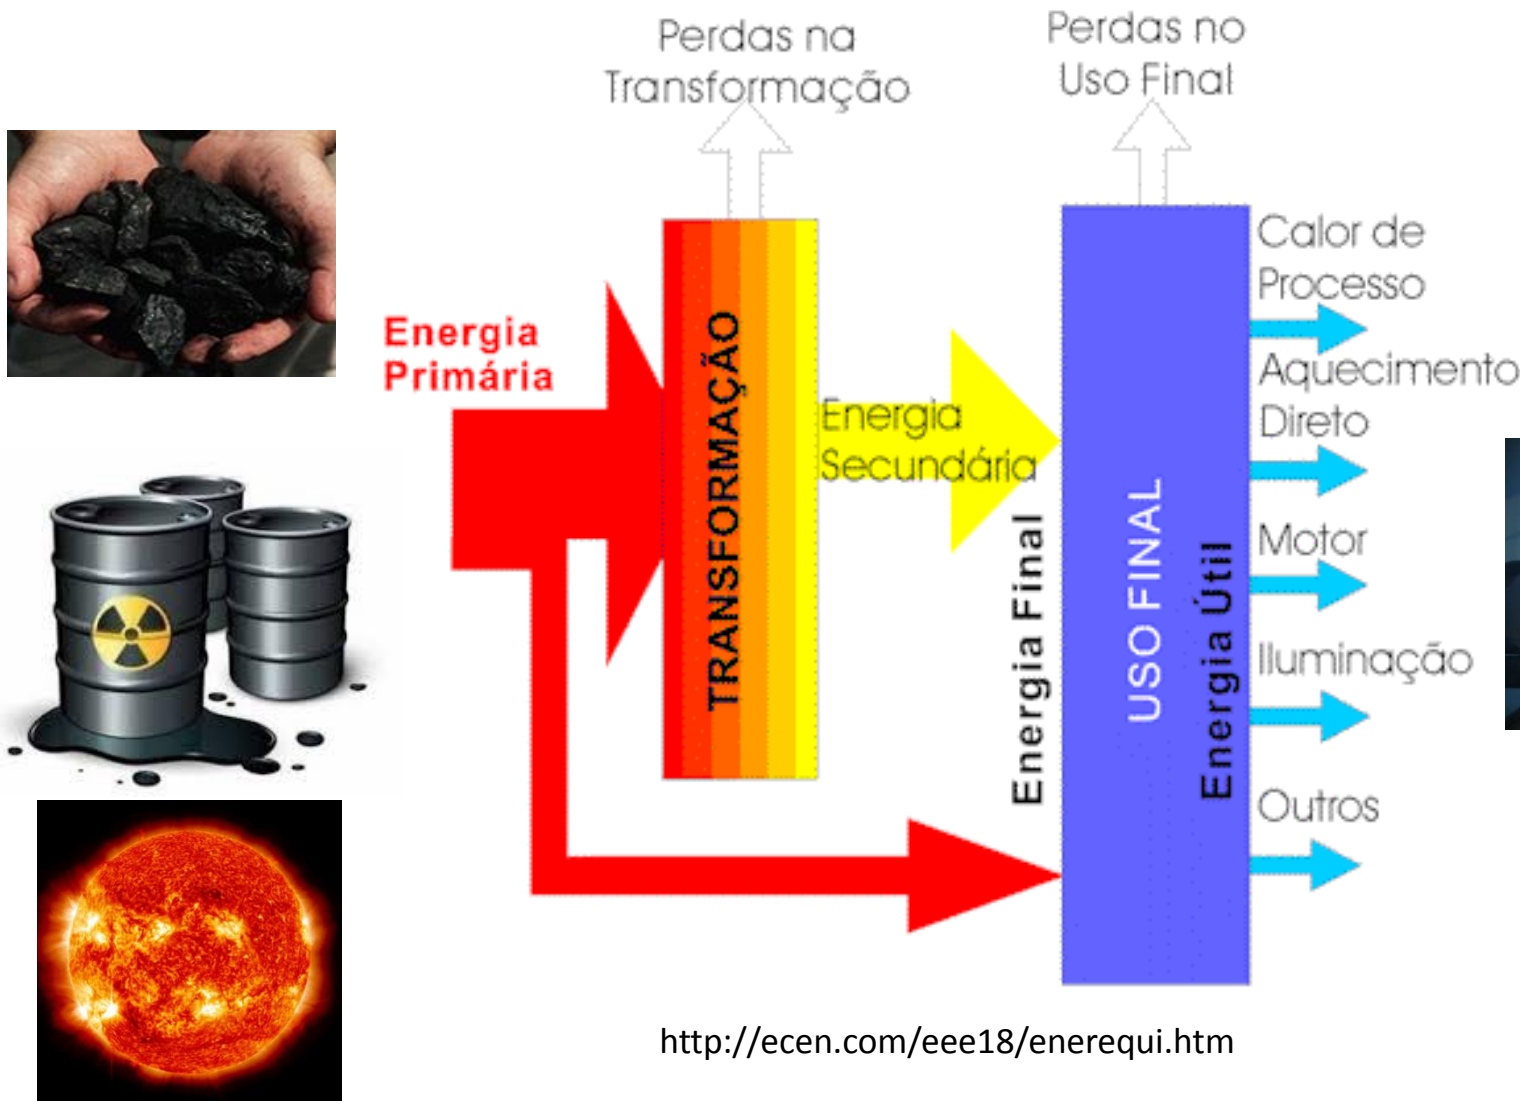 Perdas na
Transformação
Perdas no
Uso Final
Energia
Primária
TRANSFORMAÇÃO
Energia
Secundária
Energia Final
USO FINAL
Energia Útil
Calor de
Processo
Aquecimento
Direto
Motor
Iluminação
Outros
http://ecen.com/eee18/enerequi.htm